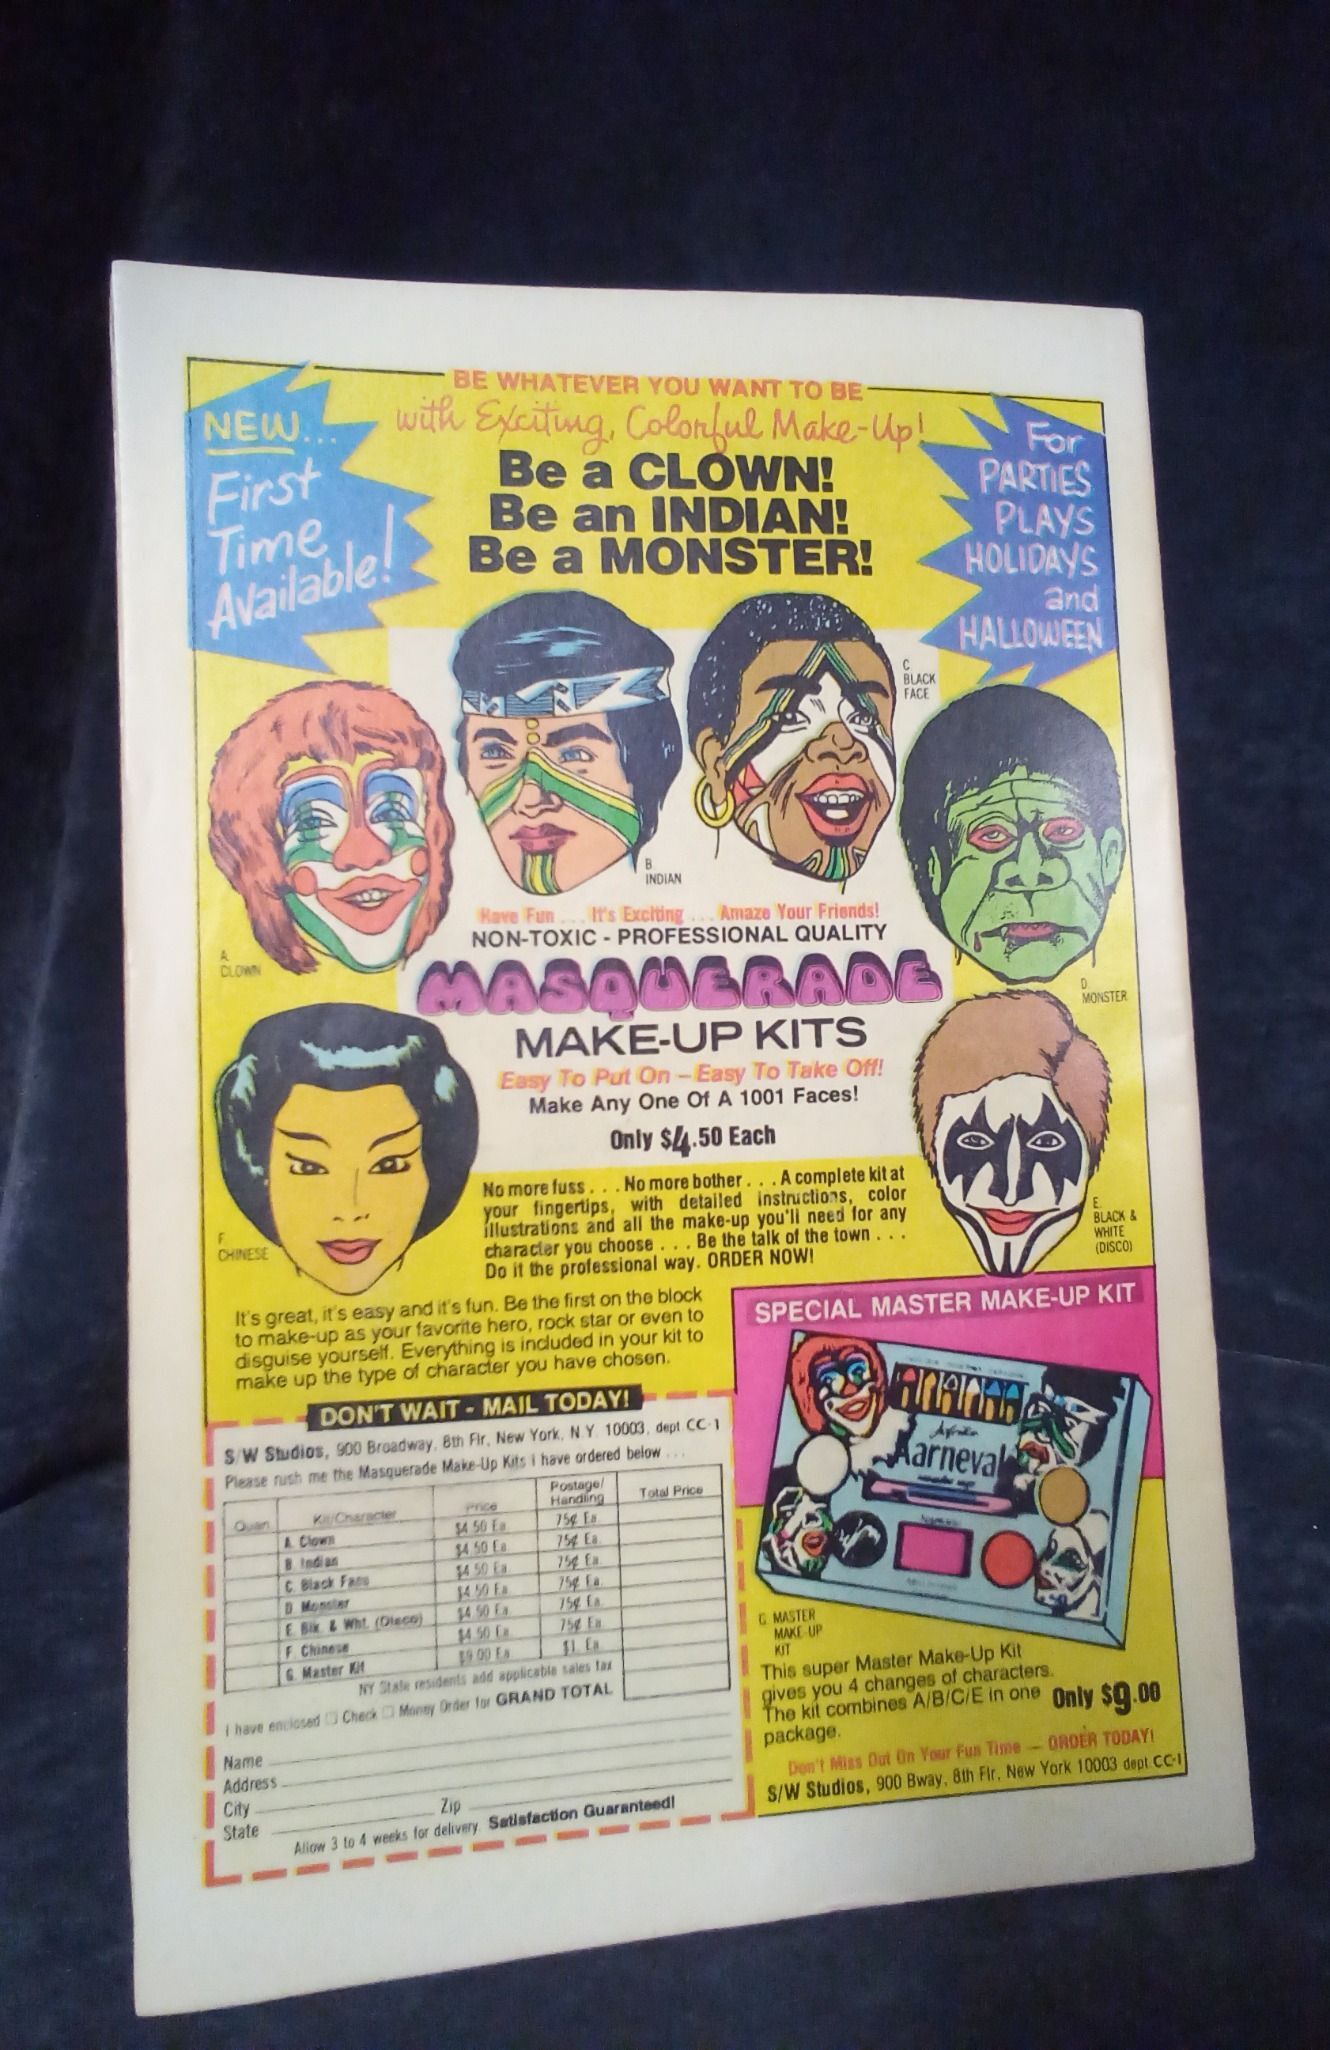 BE WHATEVER YOU WANT TO BE
with Exciting, Colorful Make-Up!
NEW...
First
Time
Available!
Be a CLOWN!
Be an INDIAN!
Be a MONSTER!
For
PARTIES
PLAYS
HOLIDAYS
and
HALLOWEEN
C.
BLACK
FACE
B
INDIAN
A.
CLOWN
D.
MONSTER
Have Fun ... It's Exciting ... Amaze Your Friends!
NON-TOXIC - PROFESSIONAL QUALITY
MASQUERADE
MAKE-UP KITS
Easy To Put On - Easy To Take Off!
Make Any One Of A 1001 Faces!
Only $4.50 Each
F.
CHINESE
E.
BLACK &
WHITE
(DISCO)
No more fuss . . . No more bother . . . A complete kit at
your fingertips, with detailed instructions, color
illustrations and all the make-up you'll need for any
character you choose . . . Be the talk of the town . . .
Do it the professional way. ORDER NOW!
It's great, it's easy and it's fun. Be the first on the block
to make-up as your favorite hero, rock star or even to
disguise yourself. Everything is included in your kit to
make up the type of character you have chosen.
SPECIAL MASTER MAKE-UP KIT
Aarneval
G. MASTER
MAKE-UP
KIT
This super Master Make-Up Kit
gives you 4 changes of characters.
The kit combines A/B/C/E in one
package.
Only $9.00
Don't Miss Out On Your Fun Time — ORDER TODAY!
S/W Studios, 900 Bway, 8th Flr, New York 10003 dept CC-1
DON'T WAIT - MAIL TODAY!
S/W Studios, 900 Broadway, 8th Flr, New York, N.Y. 10003, dept CC-1
Please rush me the Masquerade Make-Up Kits I have ordered below ...
Quan. Kit/Character Price Postage/Handling Total Price
A. Clown $4.50 Ea. 75¢ Ea.
B. Indian $4.50 Ea. 75¢ Ea.
C. Black Face $4.50 Ea. 75¢ Ea.
D. Monster $4.50 Ea. 75¢ Ea.
E. Blk. & Wht. (Disco) $4.50 Ea. 75¢ Ea.
F. Chinese $4.50 Ea. 75¢ Ea.
G. Master Kit $9.00 Ea. $1. Ea.
NY State residents add applicable sales tax
I have enclosed □ Check □ Money Order for GRAND TOTAL
Name
Address
City Zip
State
Allow 3 to 4 weeks for delivery. Satisfaction Guaranteed!